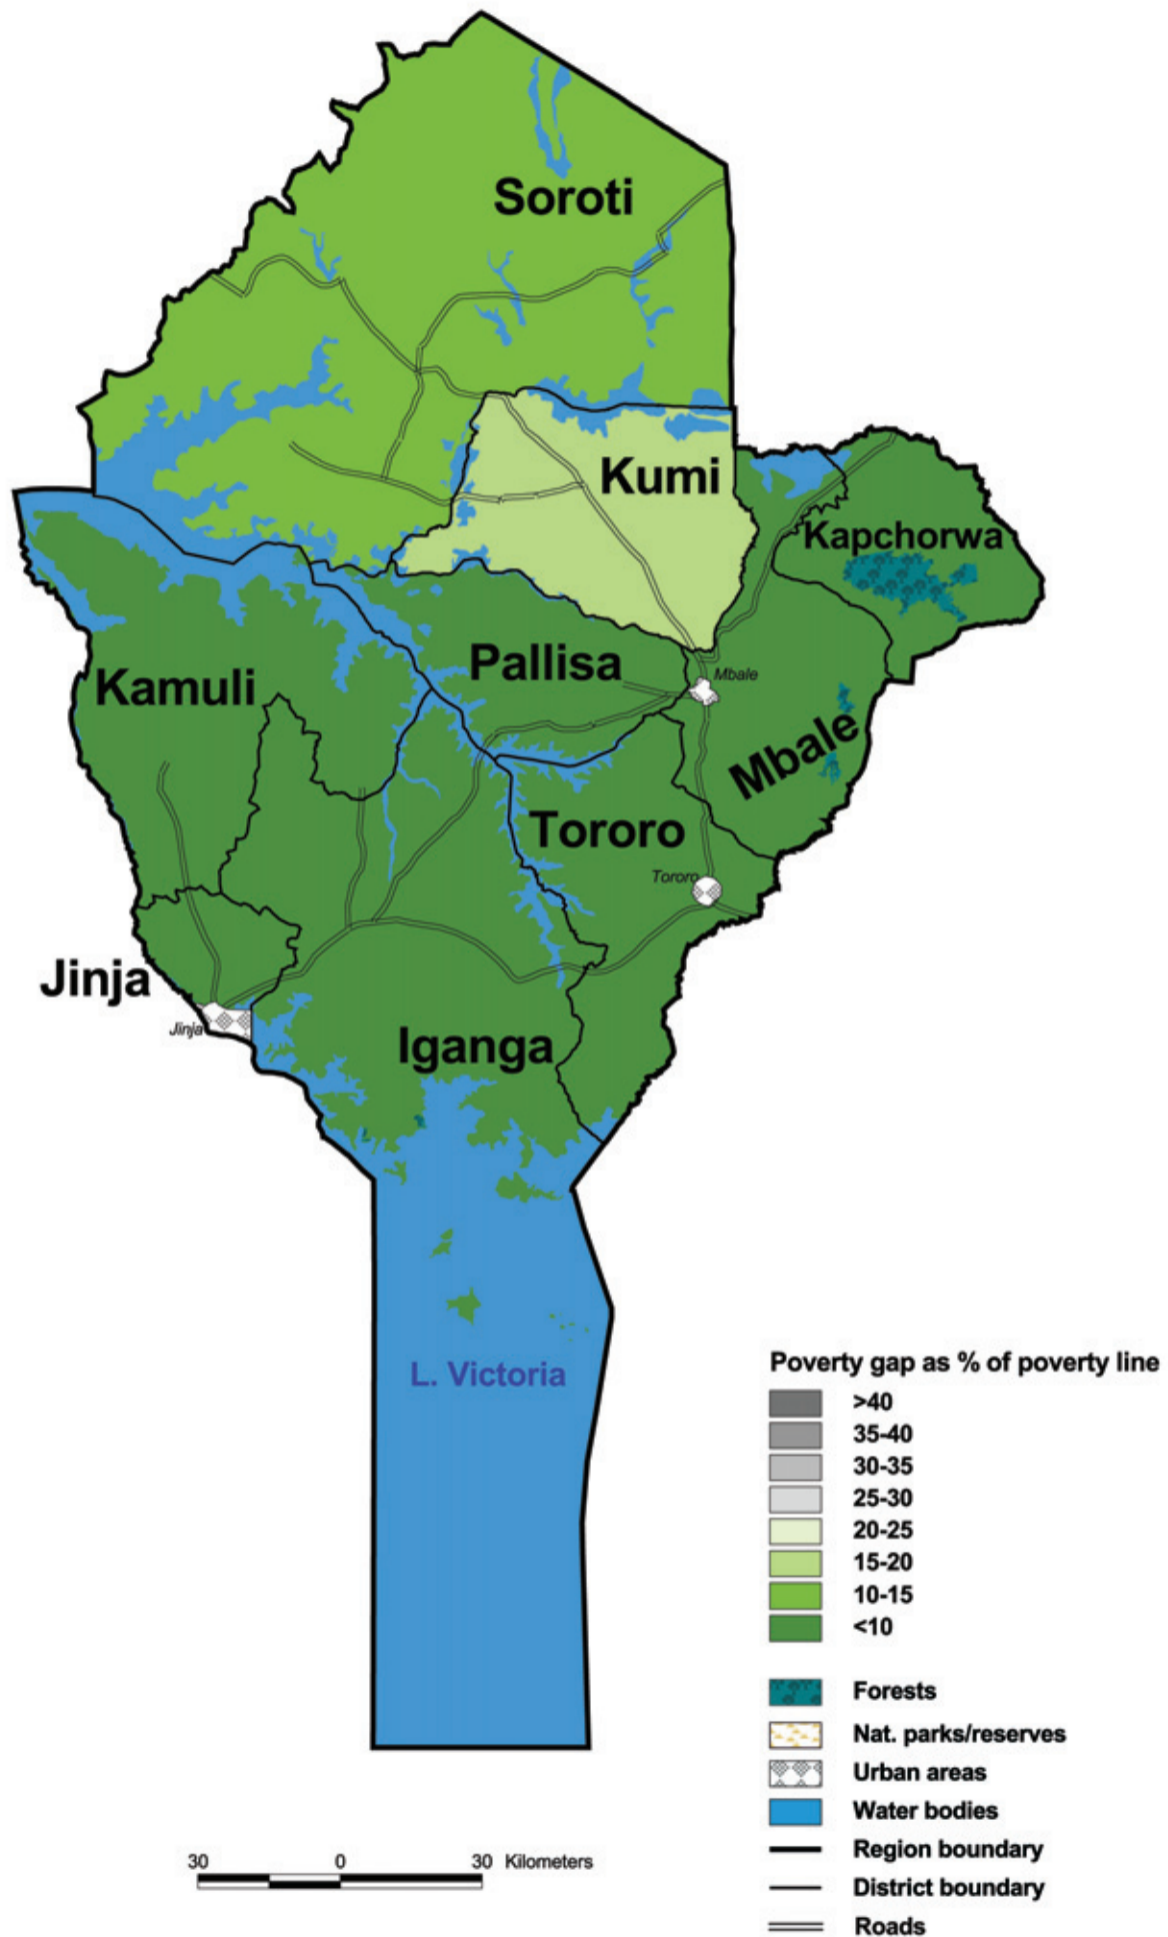 Soroti
Kumi
Kapchorwa
Pallisa
Mbale
Kamuli
Mbale
Tororo
Tororo
Jinja
Jinja
Iganga
L. Victoria
Poverty gap as % of poverty line
>40
35-40
30-35
25-30
20-25
15-20
10-15
<10
Forests
Nat. parks/reserves
Urban areas
Water bodies
Region boundary
District boundary
Roads
30 0 30 Kilometers